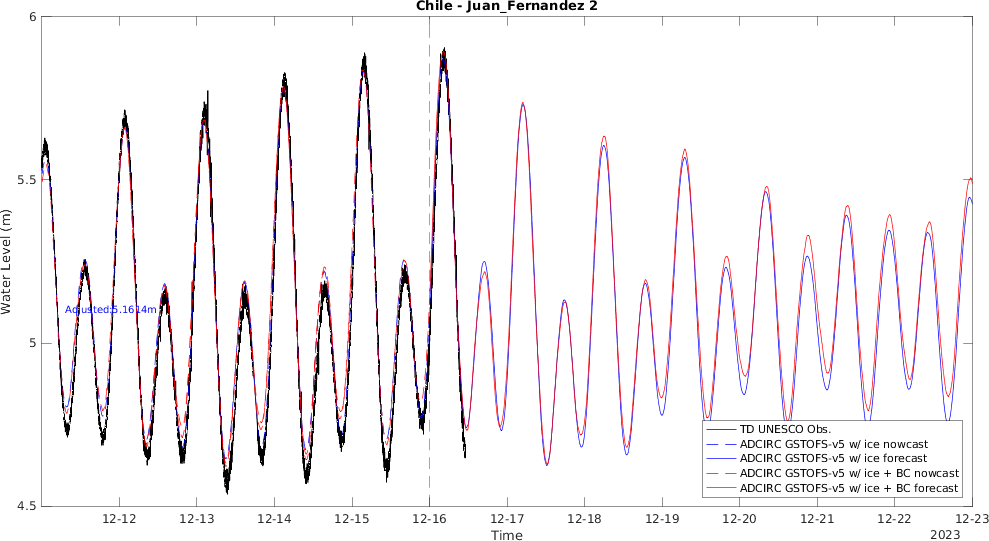 Chile - Juan_Fernandez 2
6
5.5
5
4.5
Water Level (m)
Adjusted:5.1614m
TD UNESCO Obs.
ADCIRC GSTOFS-v5 w/ ice nowcast
ADCIRC GSTOFS-v5 w/ ice forecast
ADCIRC GSTOFS-v5 w/ ice + BC nowcast
ADCIRC GSTOFS-v5 w/ ice + BC forecast
12-12 12-13 12-14 12-15 12-16 12-17 12-18 12-19 12-20 12-21 12-22 12-23
Time
2023